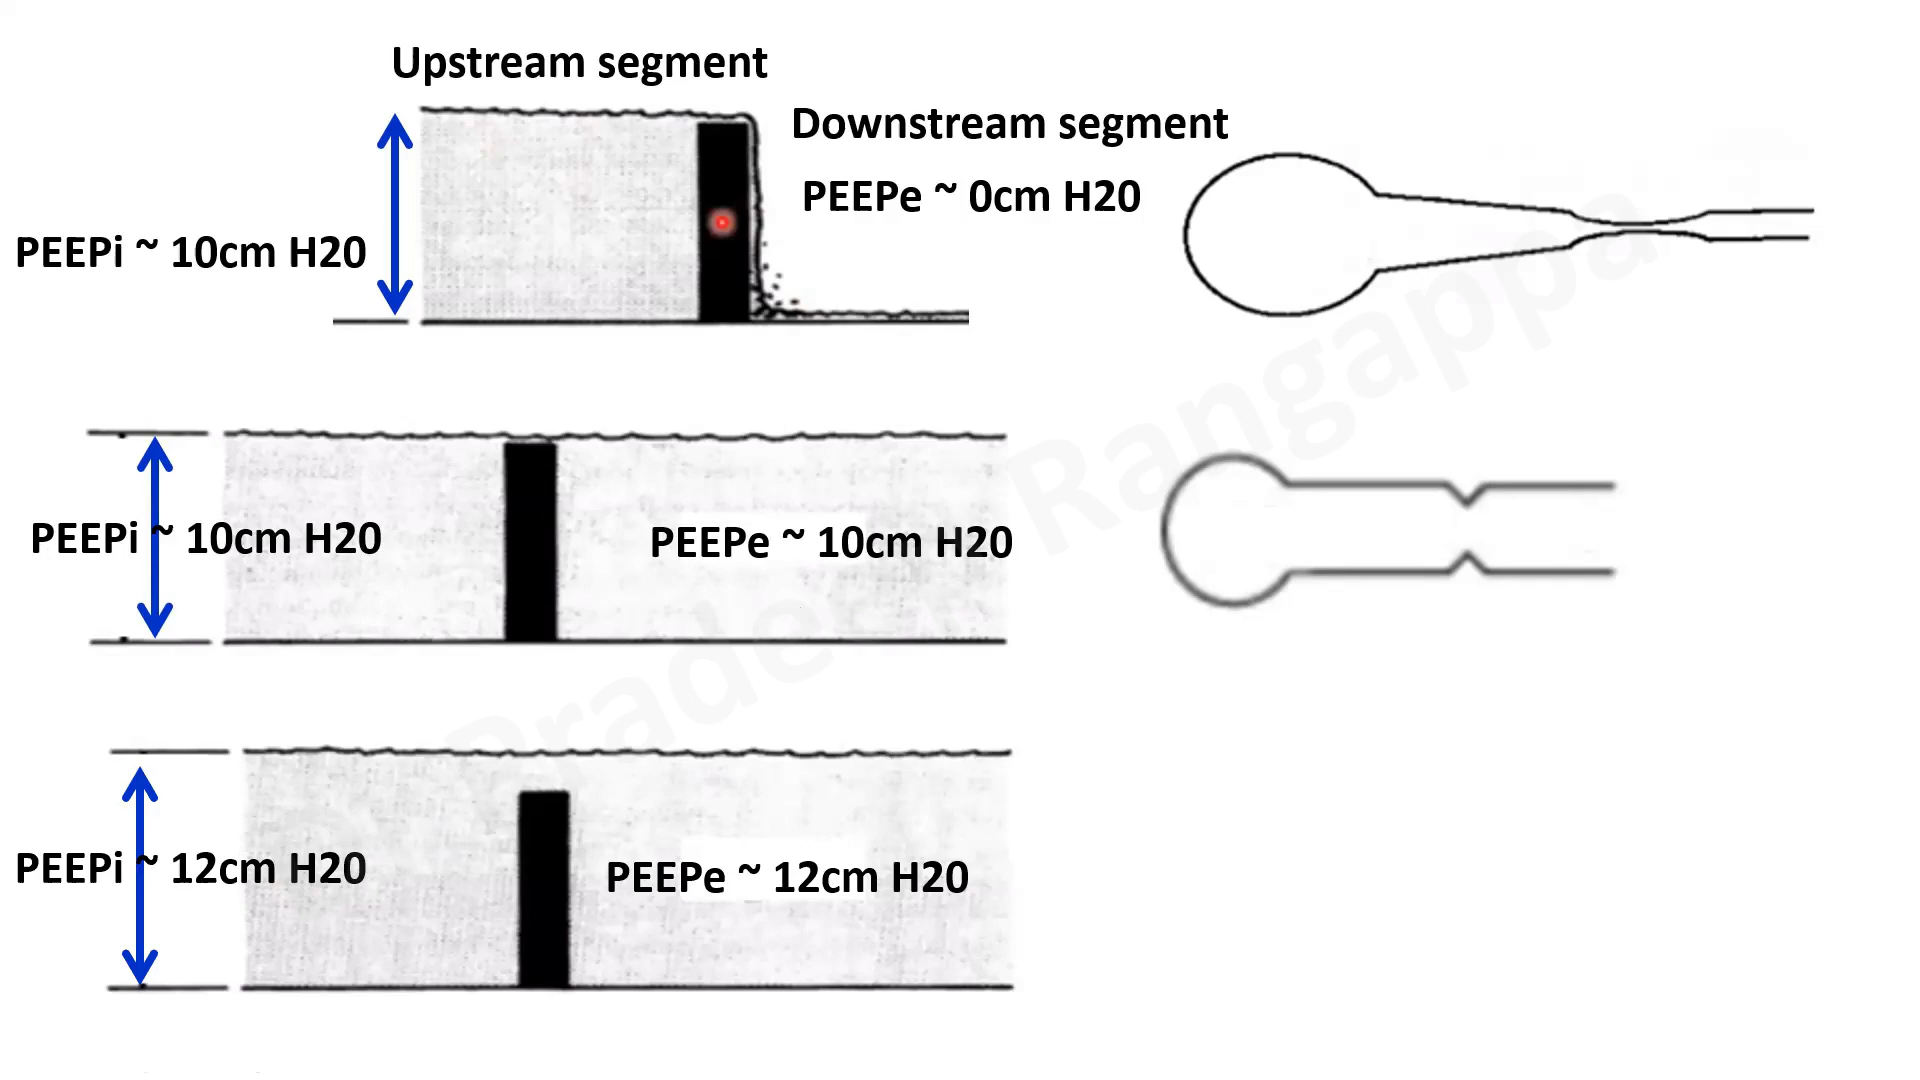 Upstream segment
Downstream segment
PEEPe ~ 0cm H20
PEEPi ~ 10cm H20
PEEPi ~ 10cm H20
PEEPe ~ 10cm H20
PEEPi ~ 12cm H20
PEEPe ~ 12cm H20
Rangappa